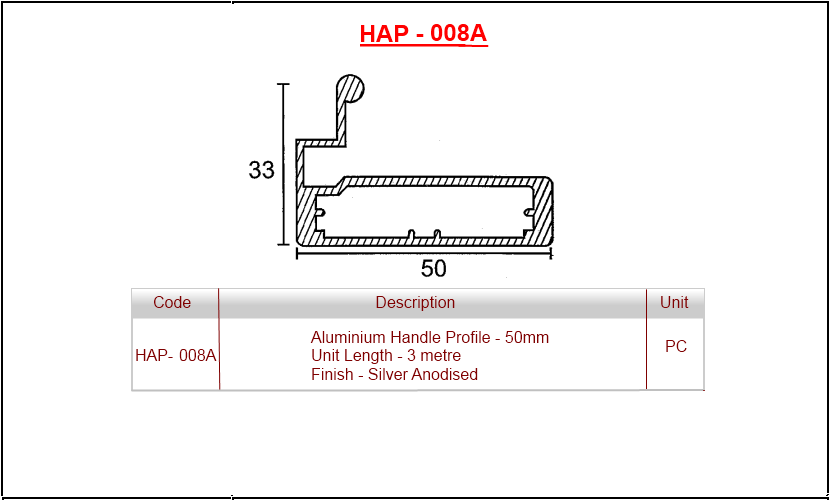 HAP - 008A
33
50
Code Description Unit
Aluminium Handle Profile - 50mm
HAP- 008A Unit Length - 3 metre PC
Finish - Silver Anodised